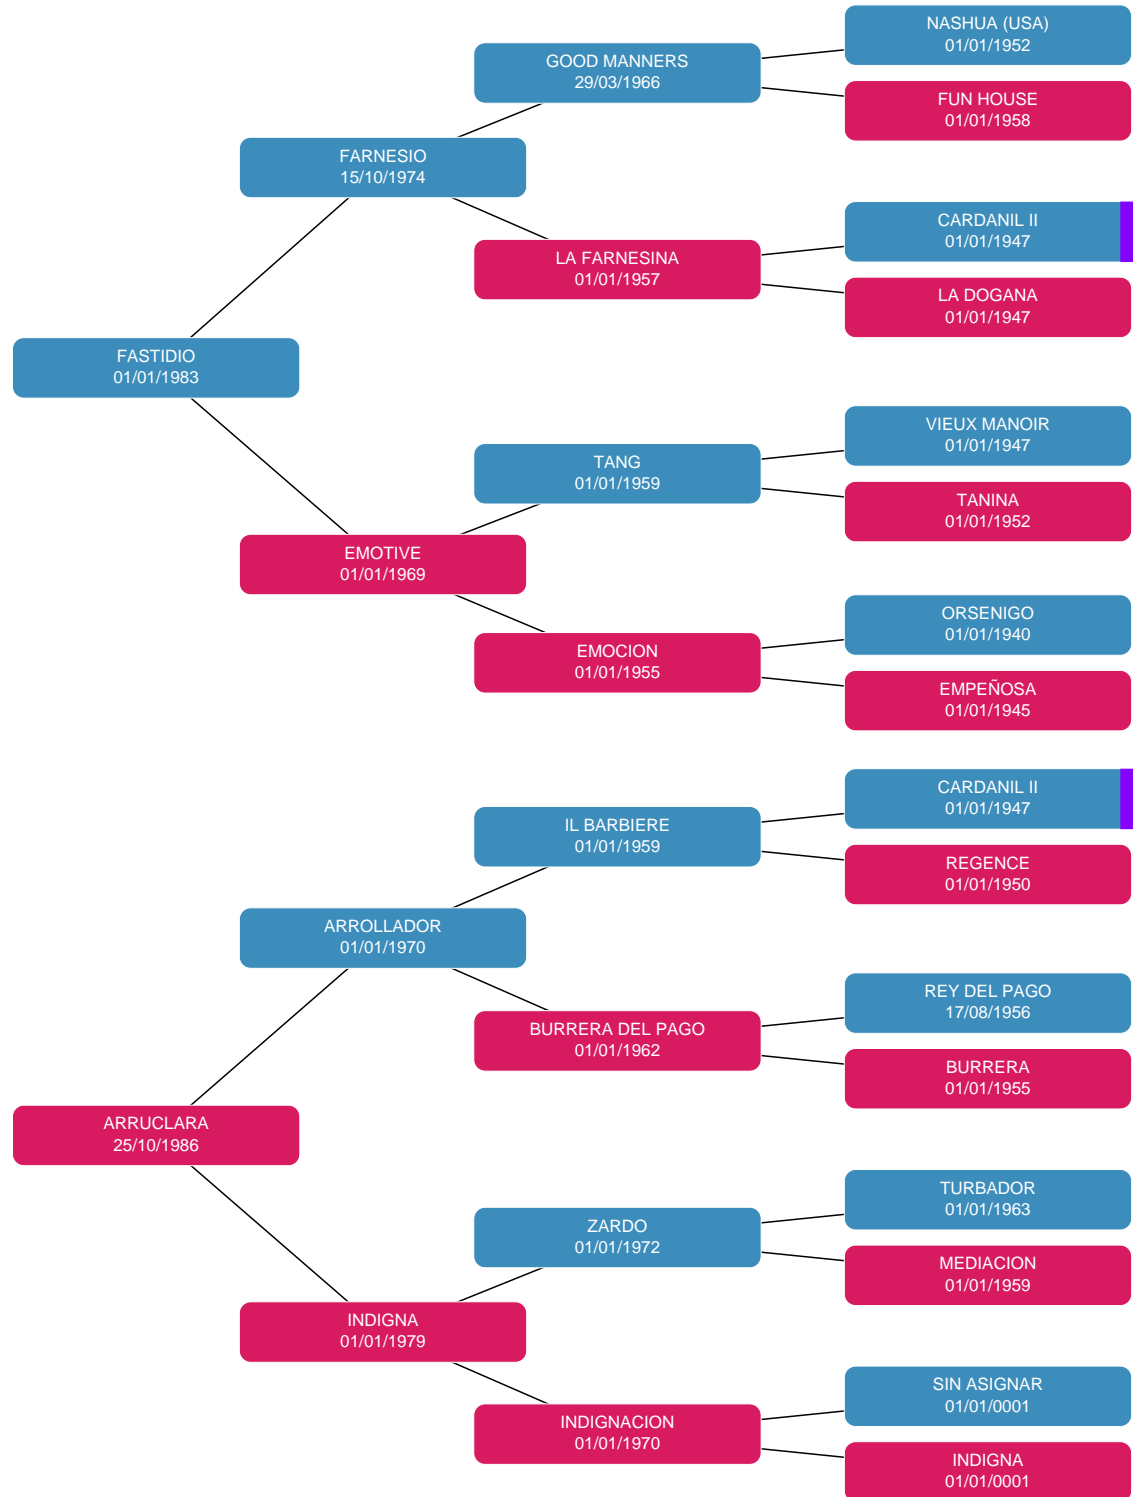 NASHUA (USA)
01/01/1952
GOOD MANNERS
29/03/1966
FUN HOUSE
01/01/1958
FARNESIO
15/10/1974
CARDANIL II
01/01/1947
LA FARNESINA
01/01/1957
LA DOGANA
01/01/1947
FASTIDIO
01/01/1983
VIEUX MANOIR
01/01/1947
TANG
01/01/1959
TANINA
01/01/1952
EMOTIVE
01/01/1969
ORSENIGO
01/01/1940
EMOCION
01/01/1955
EMPEÑOSA
01/01/1945
CARDANIL II
01/01/1947
IL BARBIERE
01/01/1959
REGENCE
01/01/1950
ARROLLADOR
01/01/1970
REY DEL PAGO
17/08/1956
BURRERA DEL PAGO
01/01/1962
BURRERA
01/01/1955
ARRUCLARA
25/10/1986
TURBADOR
01/01/1963
ZARDO
01/01/1972
MEDIACION
01/01/1959
INDIGNA
01/01/1979
SIN ASIGNAR
01/01/0001
INDIGNACION
01/01/1970
INDIGNA
01/01/0001